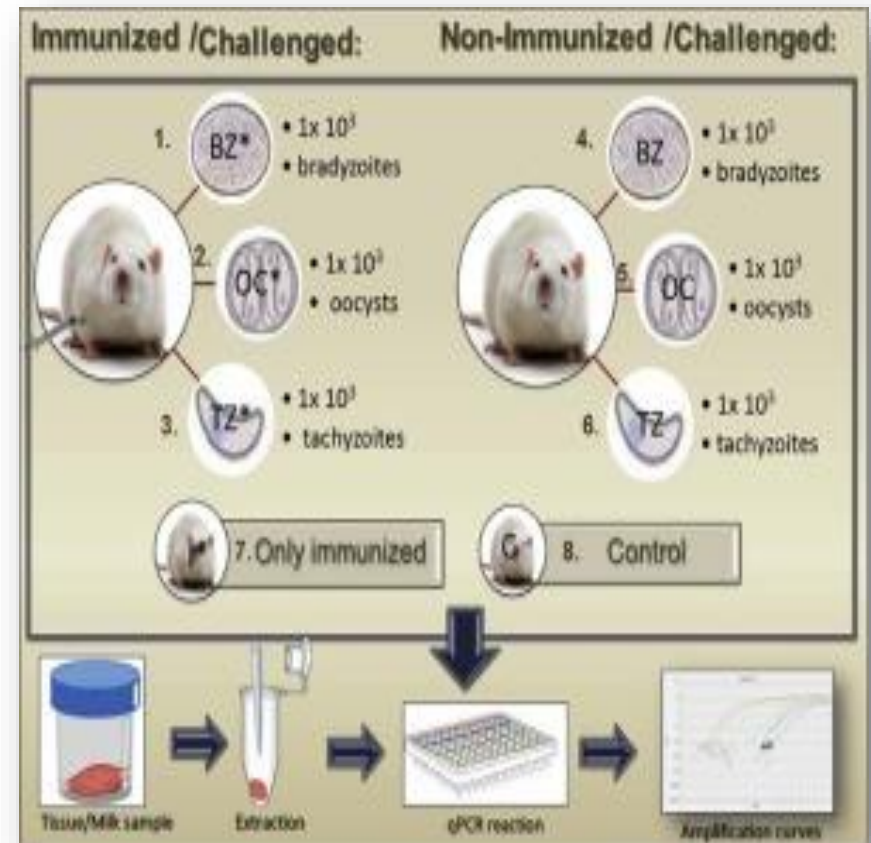 Immunized /Challenged:
Non-Immunized /Challenged:
1.
BZ*
• 1x 10³
• bradyzoites
2.
OC*
• 1x 10³
• oocysts
3.
TZ*
• 1x 10³
• tachyzoites
4.
BZ
• 1x 10³
• bradyzoites
5.
OC
• 1x 10³
• oocysts
6.
TZ
• 1x 10³
• tachyzoites
7. Only immunized
C
8. Control
Tissue/Milk sample
Extraction
qPCR reaction
Amplification curves